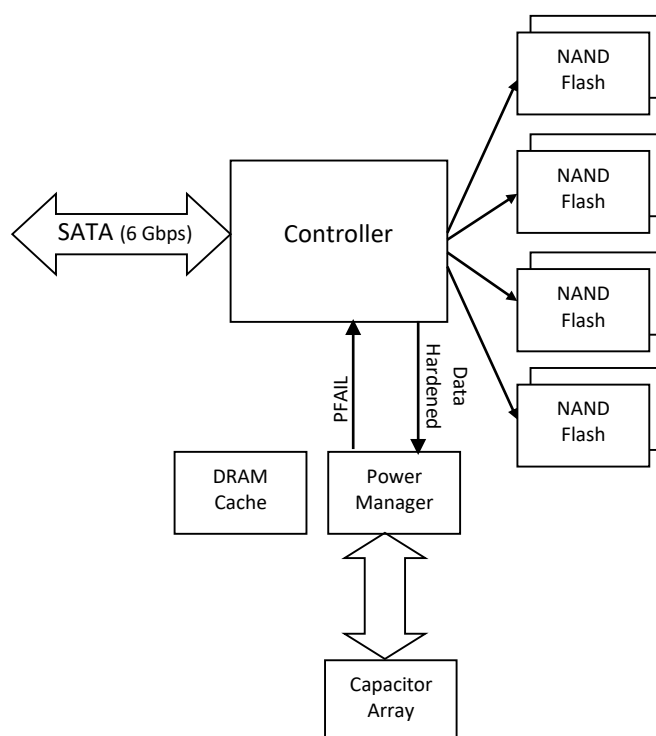 NAND
Flash
NAND
Flash
SATA (6 Gbps)
Controller
NAND
Flash
NAND
Flash
PFAIL
Data
Hardened
DRAM
Cache
Power
Manager
Capacitor
Array